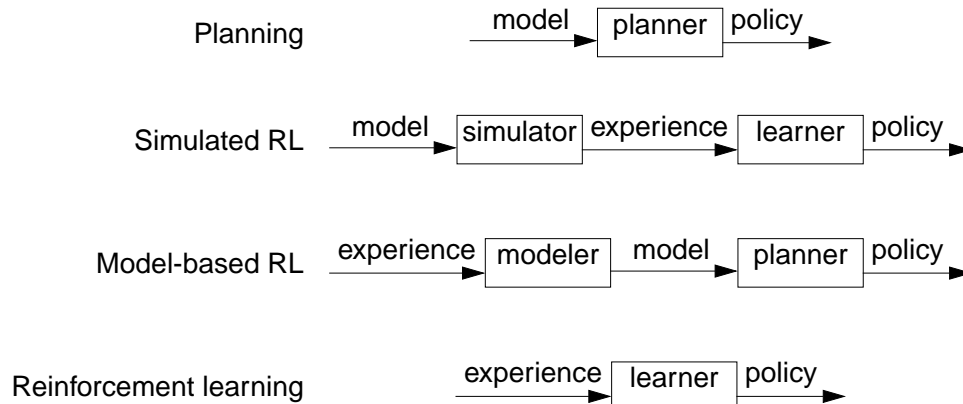 Planning model planner policy
Simulated RL model simulator experience learner policy
Model-based RL experience modeler model planner policy
Reinforcement learning experience learner policy